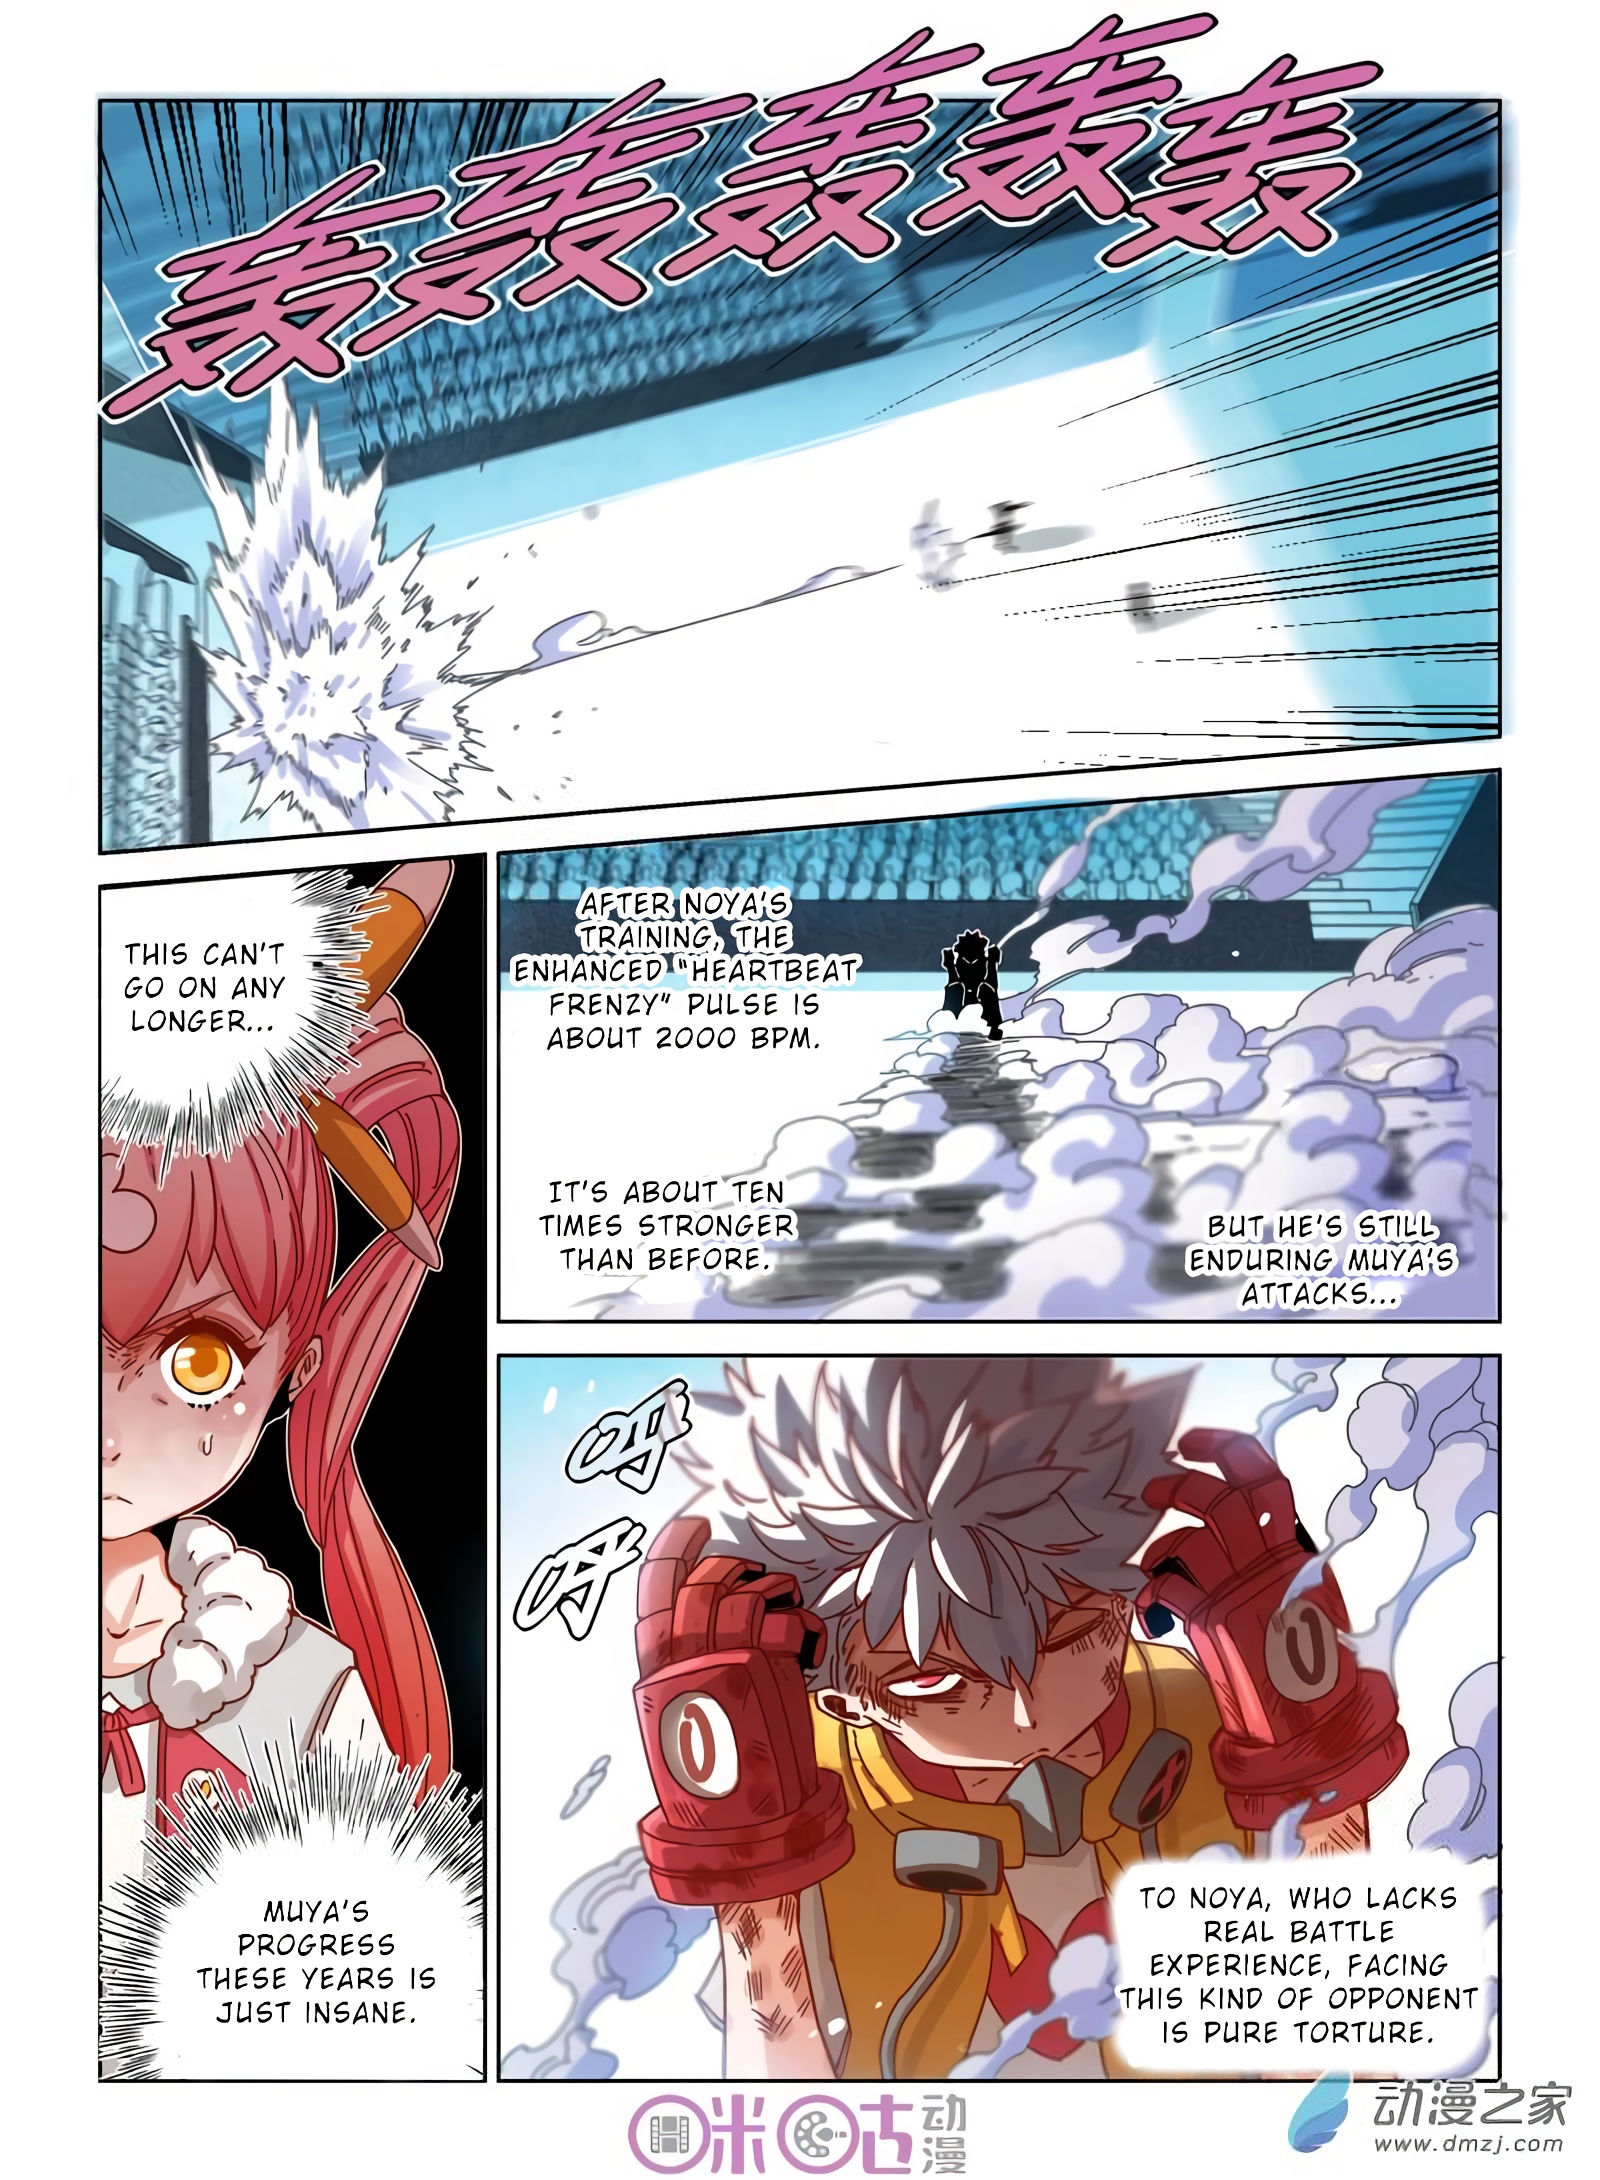 轰轰轰轰轰
AFTER NOYA'S
TRAINING, THE
ENHANCED "HEARTBEAT
FRENZY" PULSE IS
ABOUT 2000 BPM.
IT'S ABOUT TEN
TIMES STRONGER
THAN BEFORE.
BUT HE'S STILL
ENDURING MUYA'S
ATTACKS...
THIS CAN'T
GO ON ANY
LONGER...
MUYA'S
PROGRESS
THESE YEARS IS
JUST INSANE.
呼
呼
TO NOYA, WHO LACKS
REAL BATTLE
EXPERIENCE, FACING
THIS KIND OF OPPONENT
IS PURE TORTURE.
咪咕动漫
动漫之家
www.dmzj.com